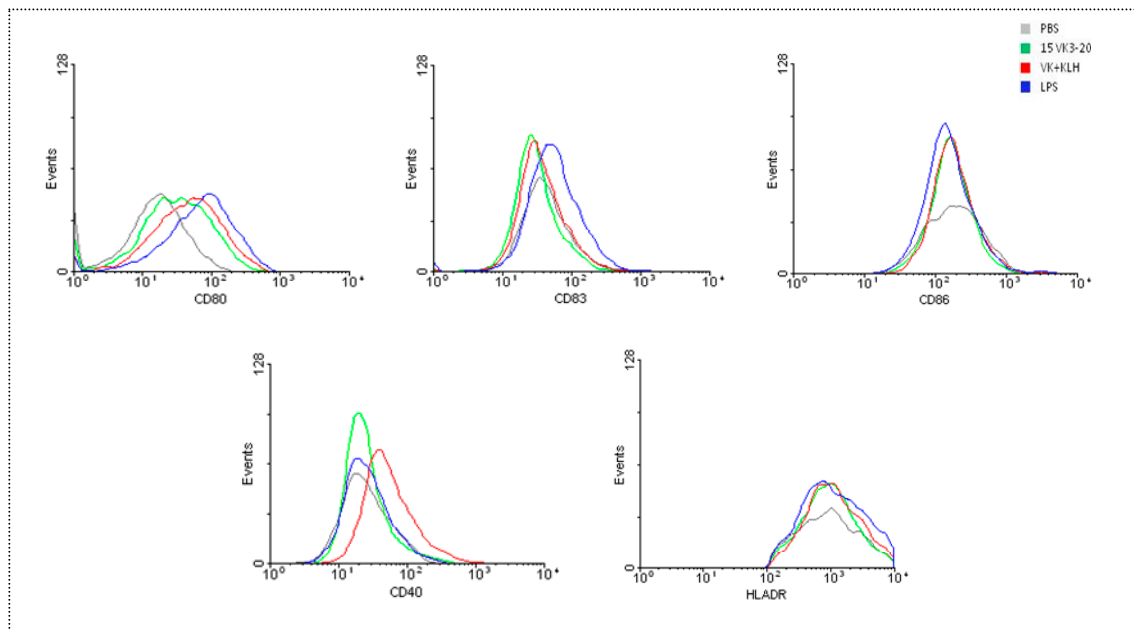 PBS
15 VK3-20
VK+KLH
LPS
128
Events
0
10⁰ 10¹ 10² 10³ 10⁴
CD80
128
Events
0
10⁰ 10¹ 10² 10³ 10⁴
CD83
128
Events
0
10⁰ 10¹ 10² 10³ 10⁴
CD86
128
Events
0
10⁰ 10¹ 10² 10³ 10⁴
CD40
128
Events
0
10⁰ 10¹ 10² 10³ 10⁴
HLADR